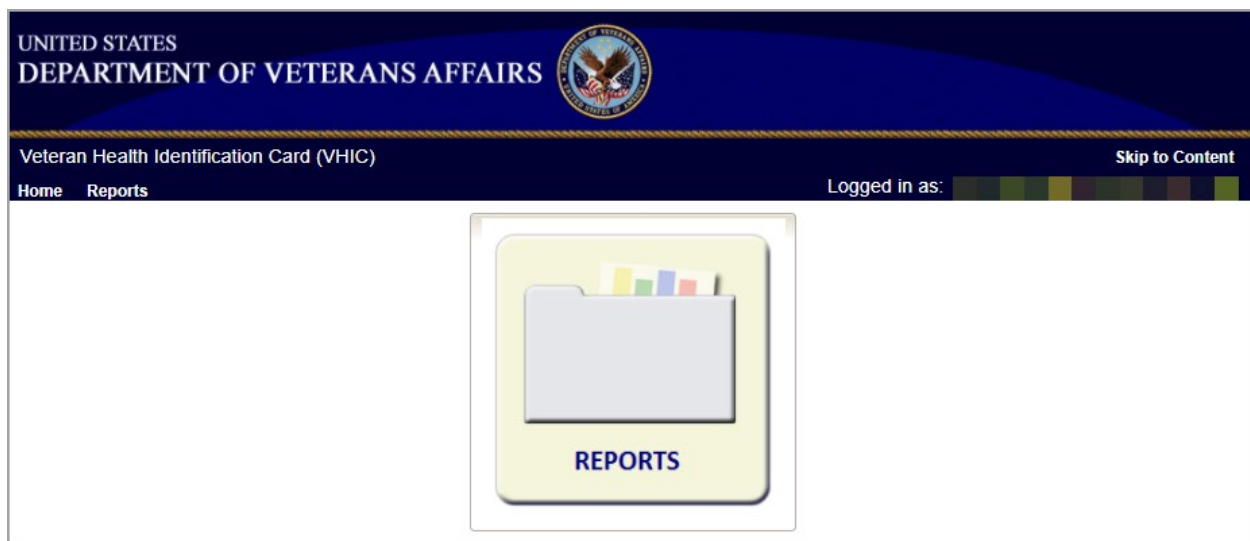 UNITED STATES
DEPARTMENT OF VETERANS AFFAIRS
Veteran Health Identification Card (VHIC)
Skip to Content
Home Reports
Logged in as:
REPORTS